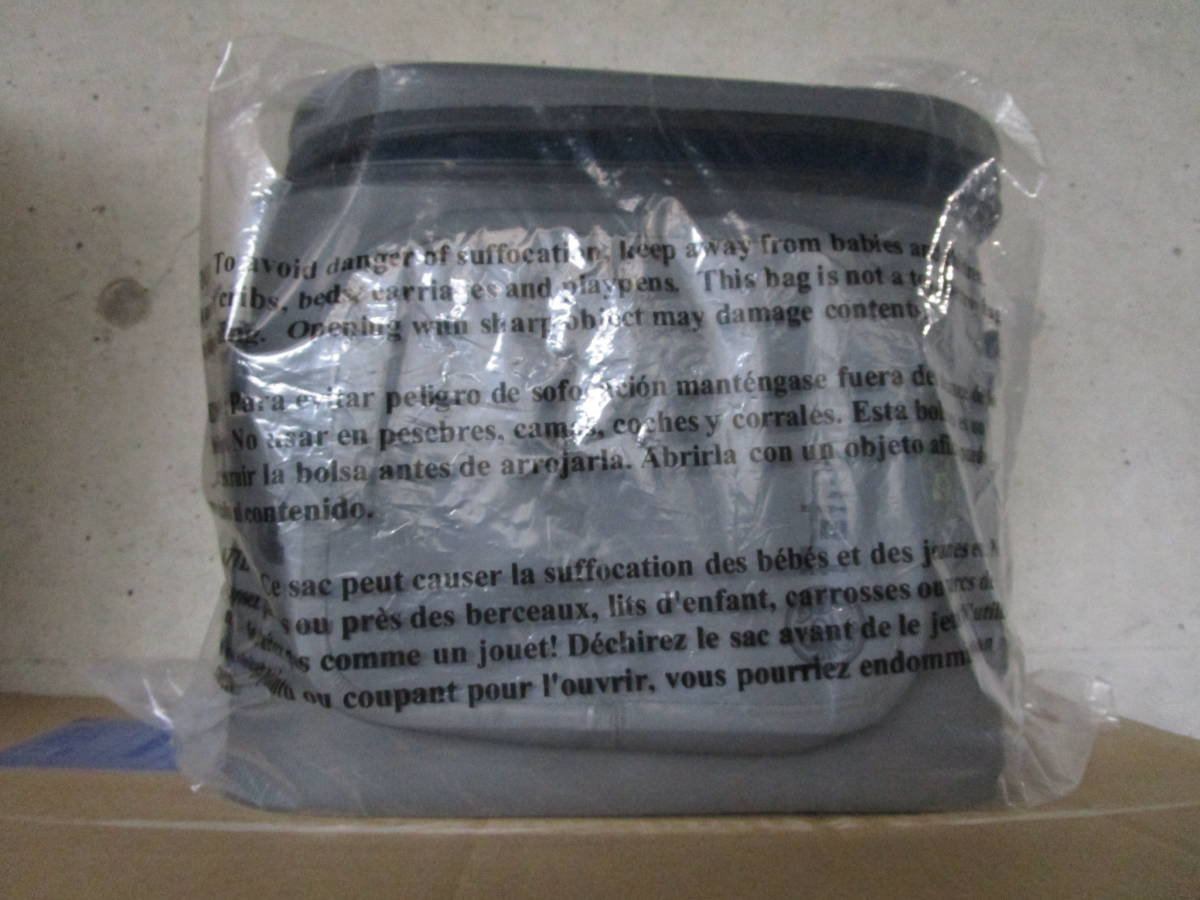 To avoid danger of suffocation, keep away from babies
cribs, beds, carriages and playpens. This bag is not a
bag. Opening with sharp object may damage contents
Para evitar peligro de sofocación manténgase fuera de
No usar en pesebres, camas, coches y corrales. Esta
la bolsa antes de arrojarla. Abrirla con un objeto
contenido.
Ce sac peut causer la suffocation des bébés et des
ou près des berceaux, lits d'enfant, carrosses ou
comme un jouet! Déchirez le sac avant de le
ou coupant pour l'ouvrir, vous pourriez